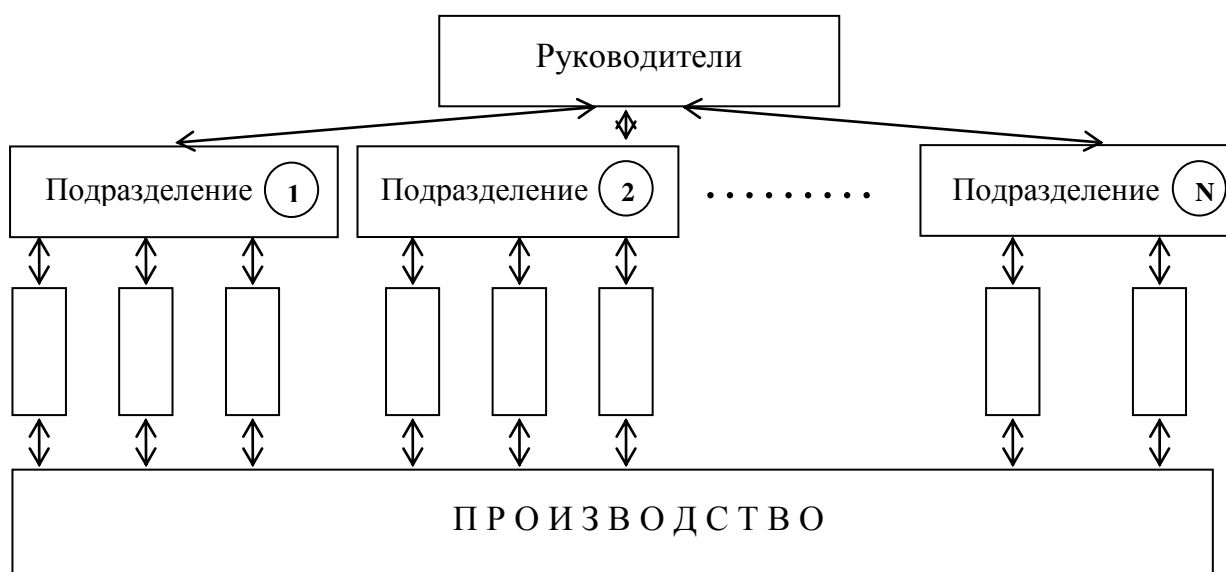 Руководители
Подразделение 1 Подразделение 2 ......... Подразделение N
П Р О И З В О Д С Т В О